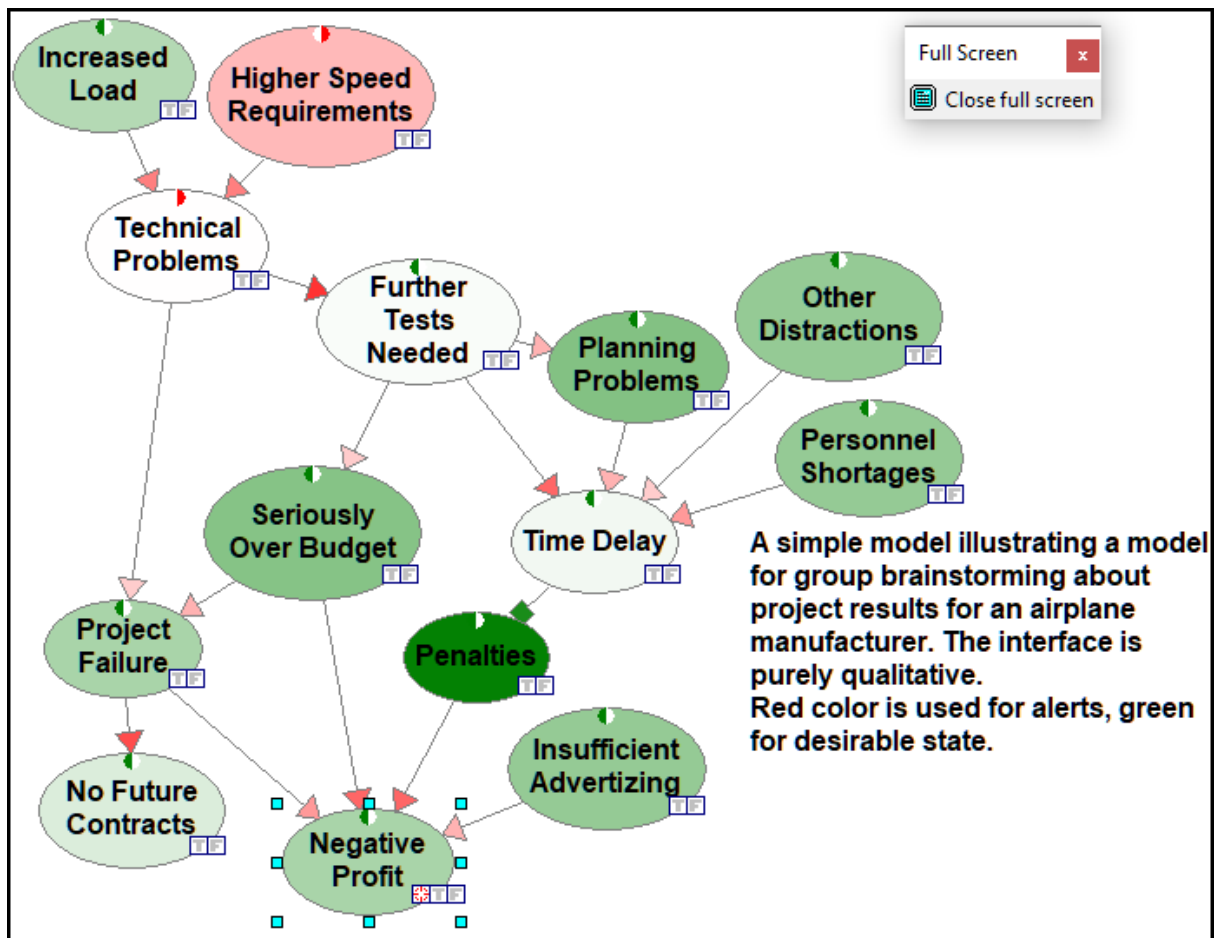 Increased
Load
Higher Speed
Requirements
T F
T F
Full Screen
x
Close full screen
Technical
Problems
T F
Further
Tests
Needed
T F
Other
Distractions
T F
Planning
Problems
T F
Personnel
Shortages
T F
Seriously
Over Budget
T F
Time Delay
T F
A simple model illustrating a model
for group brainstorming about
project results for an airplane
manufacturer. The interface is
purely qualitative.
Red color is used for alerts, green
for desirable state.
Project
Failure
T F
Penalties
T F
Insufficient
Advertizing
T F
No Future
Contracts
T F
Negative
Profit
T F